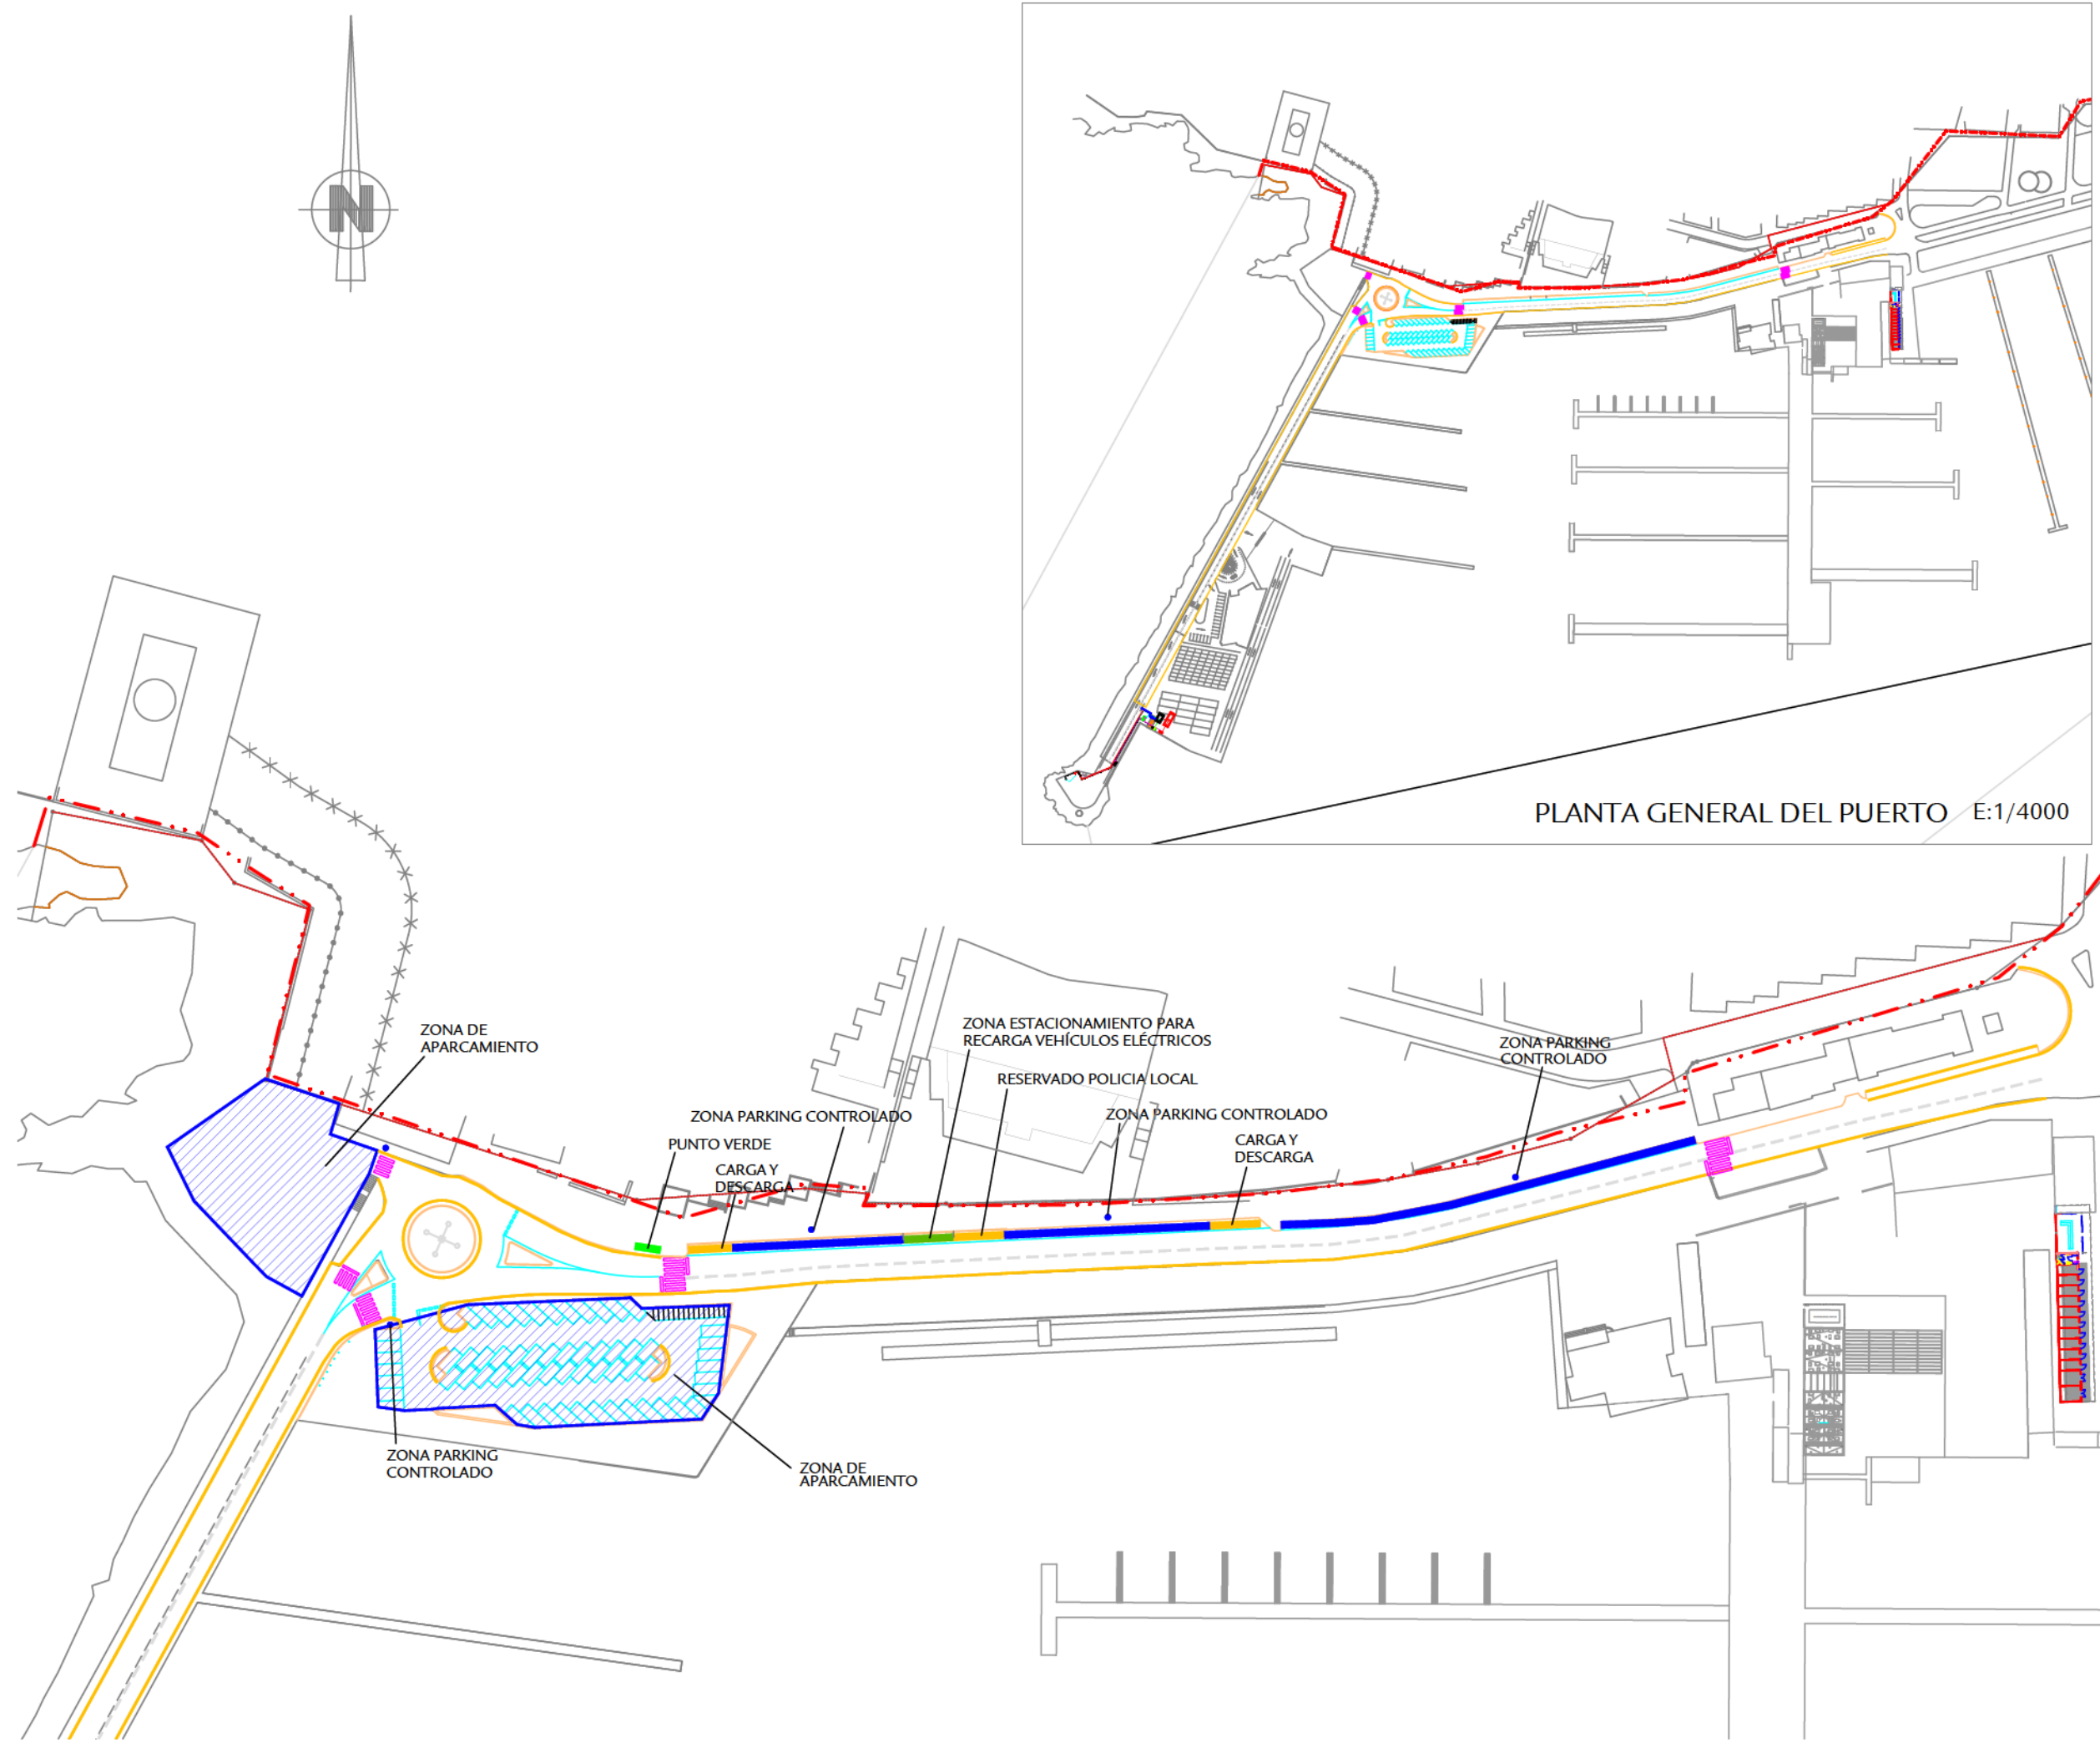 N
PLANTA GENERAL DEL PUERTO E:1/4000
ZONA DE
APARCAMIENTO
ZONA ESTACIONAMIENTO PARA
RECARGA VEHÍCULOS ELÉCTRICOS
ZONA PARKING
CONTROLADO
RESERVADO POLICIA LOCAL
ZONA PARKING CONTROLADO
ZONA PARKING CONTROLADO
PUNTO VERDE
CARGA Y
DESCARGA
CARGA Y
DESCARGA
ZONA PARKING
CONTROLADO
ZONA DE
APARCAMIENTO